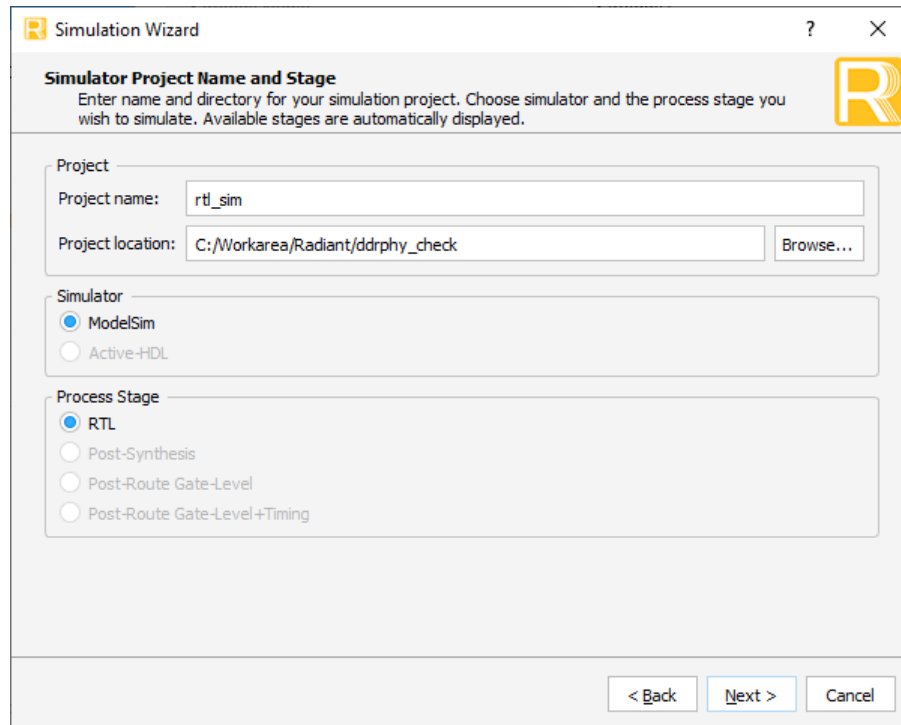 Simulation Wizard
? X
Simulator Project Name and Stage
Enter name and directory for your simulation project. Choose simulator and the process stage you
wish to simulate. Available stages are automatically displayed.
Project
Project name: rtl_sim
Project location: C:/Workarea/Radiant/ddrphy_check Browse...
Simulator
ModelSim
Active-HDL
Process Stage
RTL
Post-Synthesis
Post-Route Gate-Level
Post-Route Gate-Level+Timing
< Back Next > Cancel